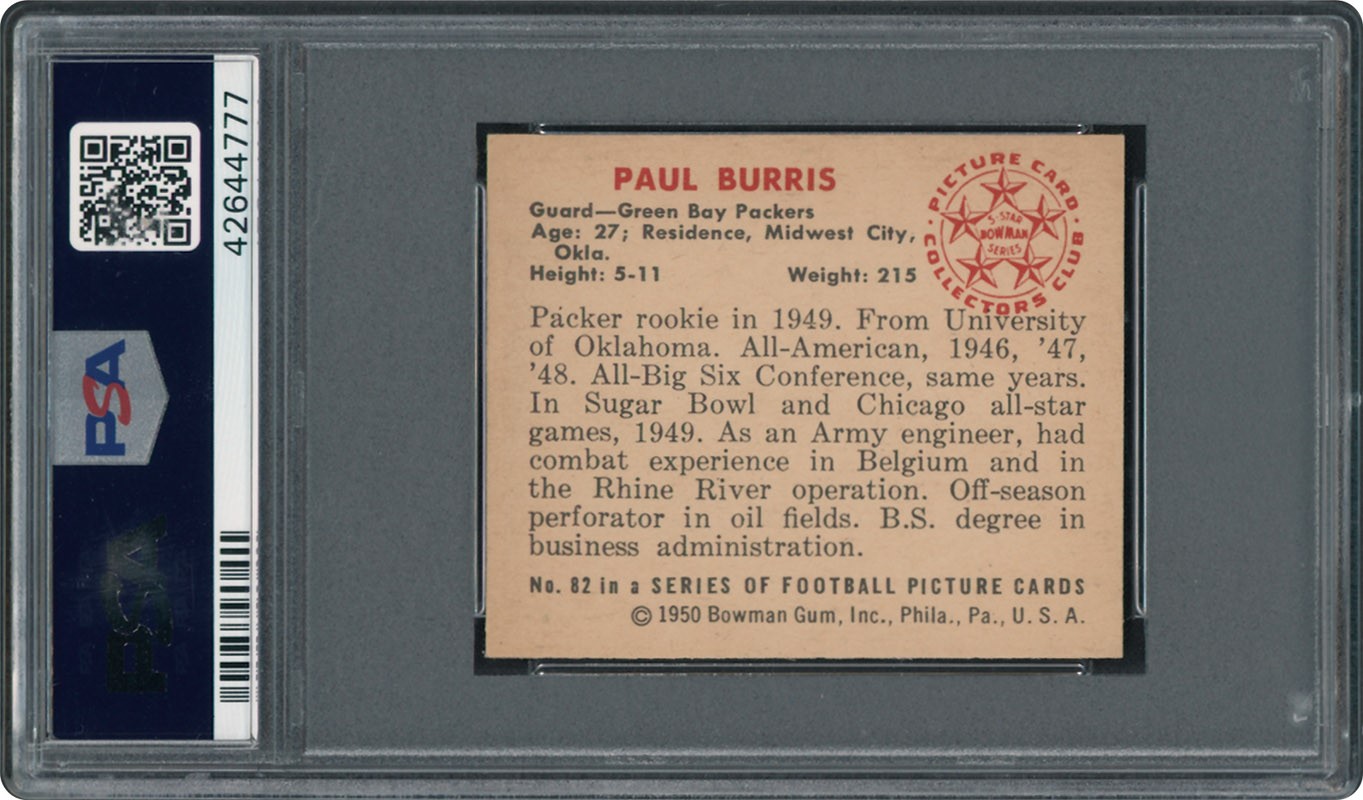 42644777
PSA
PSA
PAUL BURRIS
Guard—Green Bay Packers
Age: 27; Residence, Midwest City,
Okla.
Height: 5-11 Weight: 215
PICTURE CARD
COLLECTORS CLUB
5-STAR
BOWMAN
SERIES
Packer rookie in 1949. From University
of Oklahoma. All-American, 1946, ’47,
’48. All-Big Six Conference, same years.
In Sugar Bowl and Chicago all-star
games, 1949. As an Army engineer, had
combat experience in Belgium and in
the Rhine River operation. Off-season
perforator in oil fields. B.S. degree in
business administration.
No. 82 in a SERIES OF FOOTBALL PICTURE CARDS
© 1950 Bowman Gum, Inc., Phila., Pa., U. S. A.